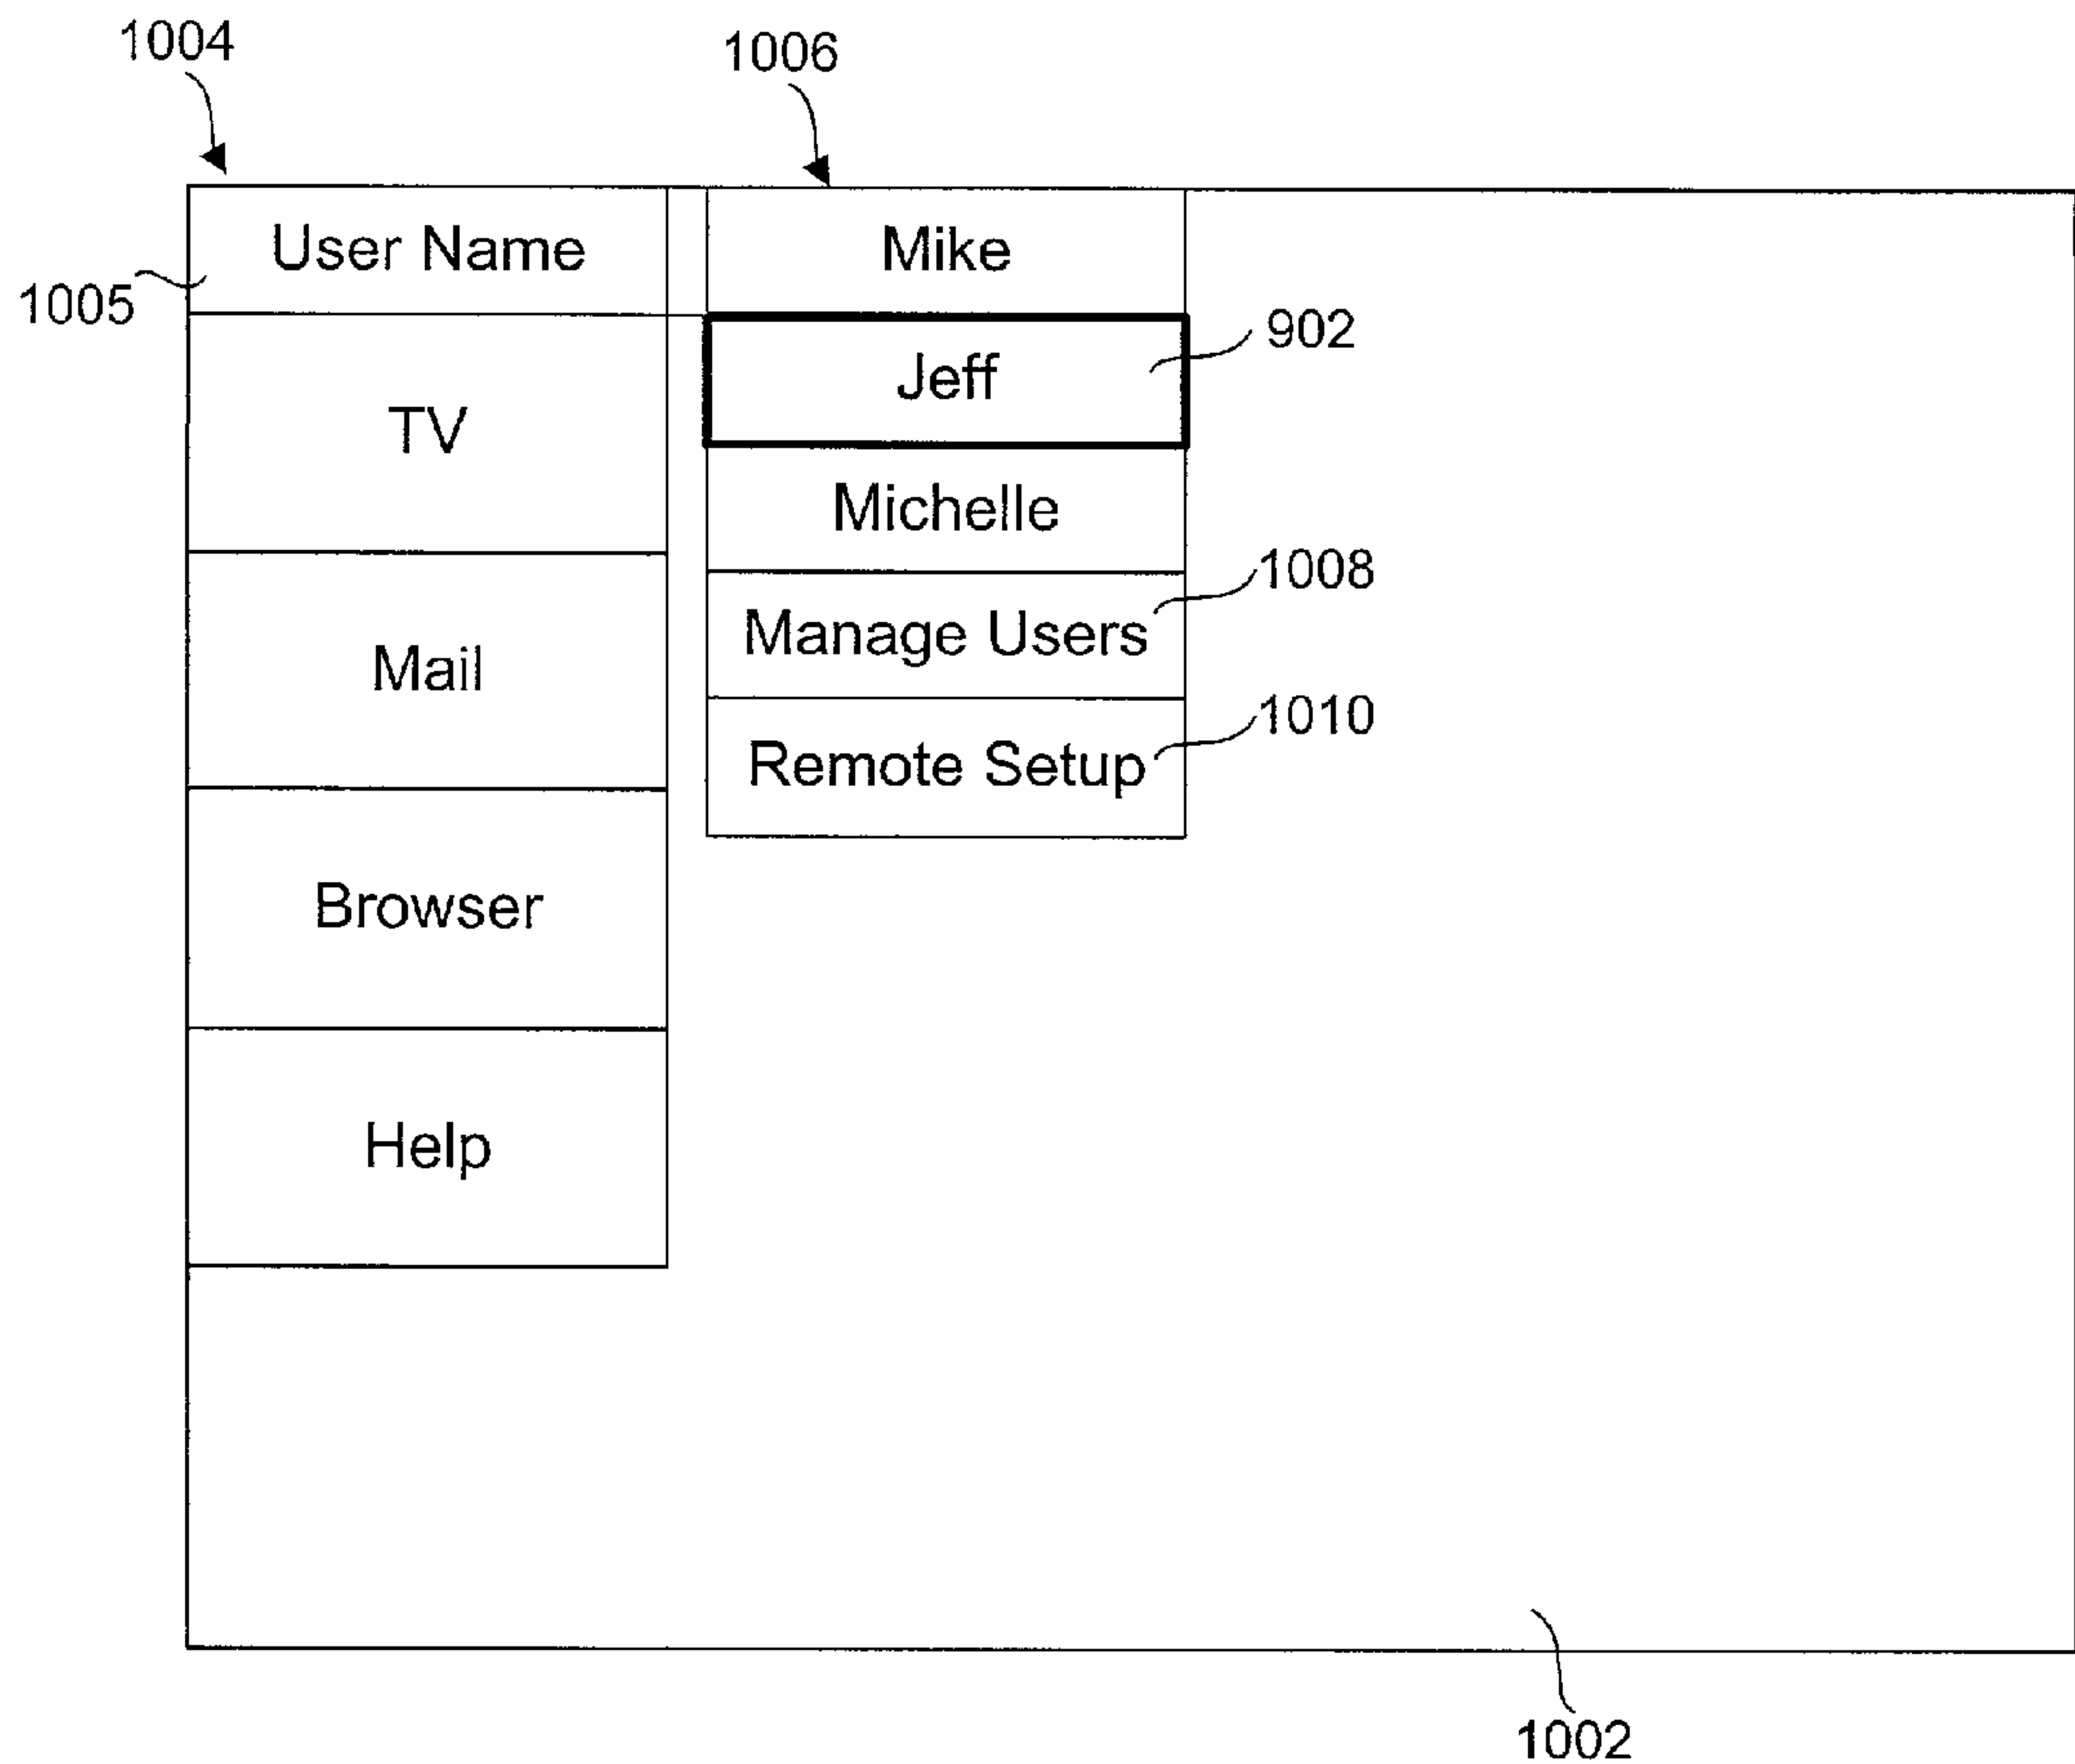 1004
1006
User Name
Mike
1005
Jeff
902
TV
Michelle
1008
Manage Users
Mail
1010
Remote Setup
Browser
Help
1002